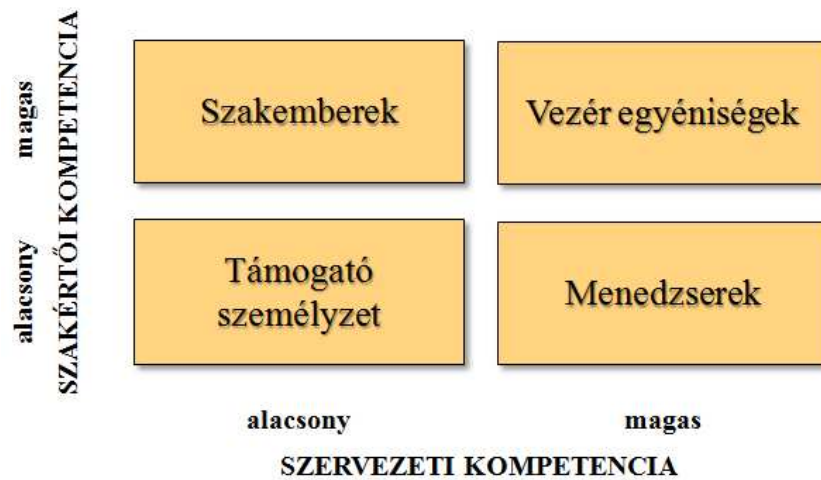 SZAKÉRTŐI KOMPETENCIA
magas
alacsony
Szakemberek
Vezér egyéniségek
Támogató
személyzet
Menedzserek
alacsony
magas
SZERVEZETI KOMPETENCIA